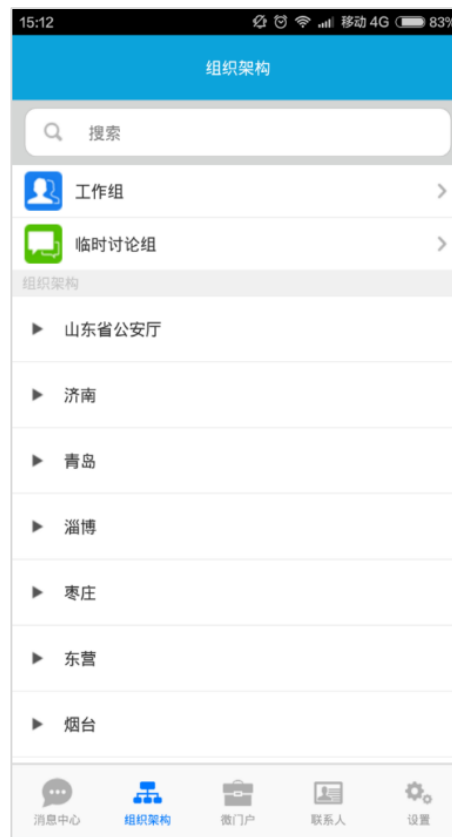 15:12 移动 4G 83%
组织架构
搜索
工作组
临时讨论组
组织架构
山东省公安厅
济南
青岛
淄博
枣庄
东营
烟台
消息中心 组织架构 微门户 联系人 设置